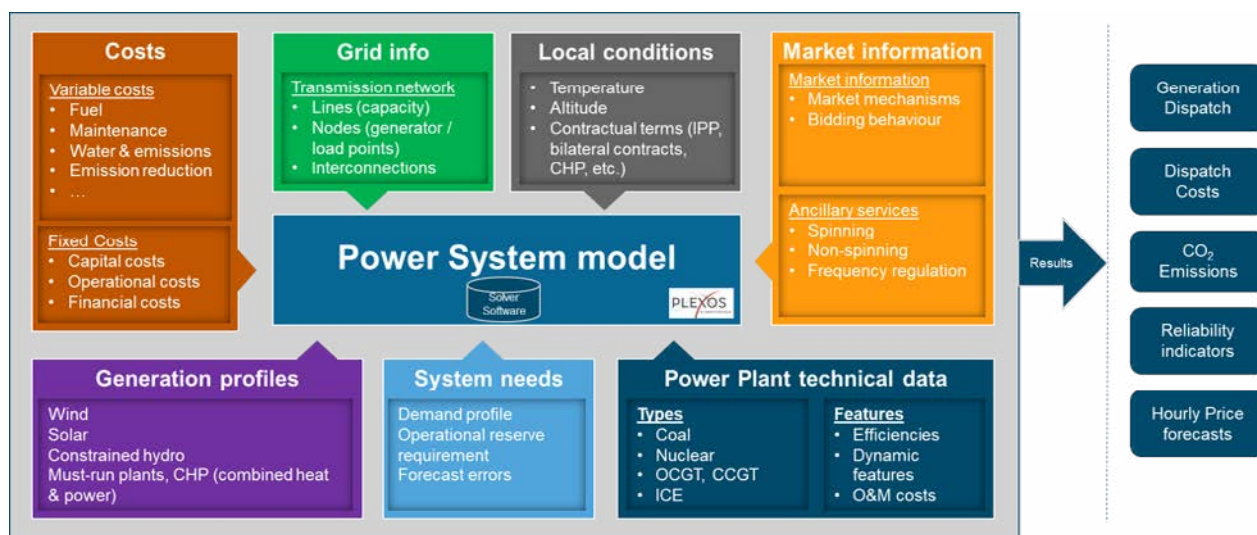 Costs
Variable costs
• Fuel
• Maintenance
• Water & emissions
• Emission reduction
• ...
Fixed Costs
• Capital costs
• Operational costs
• Financial costs
Grid info
Transmission network
• Lines (capacity)
• Nodes (generator /
load points)
• Interconnections
Local conditions
• Temperature
• Altitude
• Contractual terms (IPP,
bilateral contracts,
CHP, etc.)
Market information
Market information
• Market mechanisms
• Bidding behaviour
Ancillary services
• Spinning
• Non-spinning
• Frequency regulation
Power System model
Solver
Software
PLEXOS
Generation profiles
Wind
Solar
Constrained hydro
Must-run plants, CHP (combined heat
& power)
System needs
Demand profile
Operational reserve
requirement
Forecast errors
Power Plant technical data
Types
• Coal
• Nuclear
• OCGT, CCGT
• ICE
Features
• Efficiencies
• Dynamic
features
• O&M costs
Results
Generation
Dispatch
Dispatch
Costs
CO₂
Emissions
Reliability
indicators
Hourly Price
forecasts